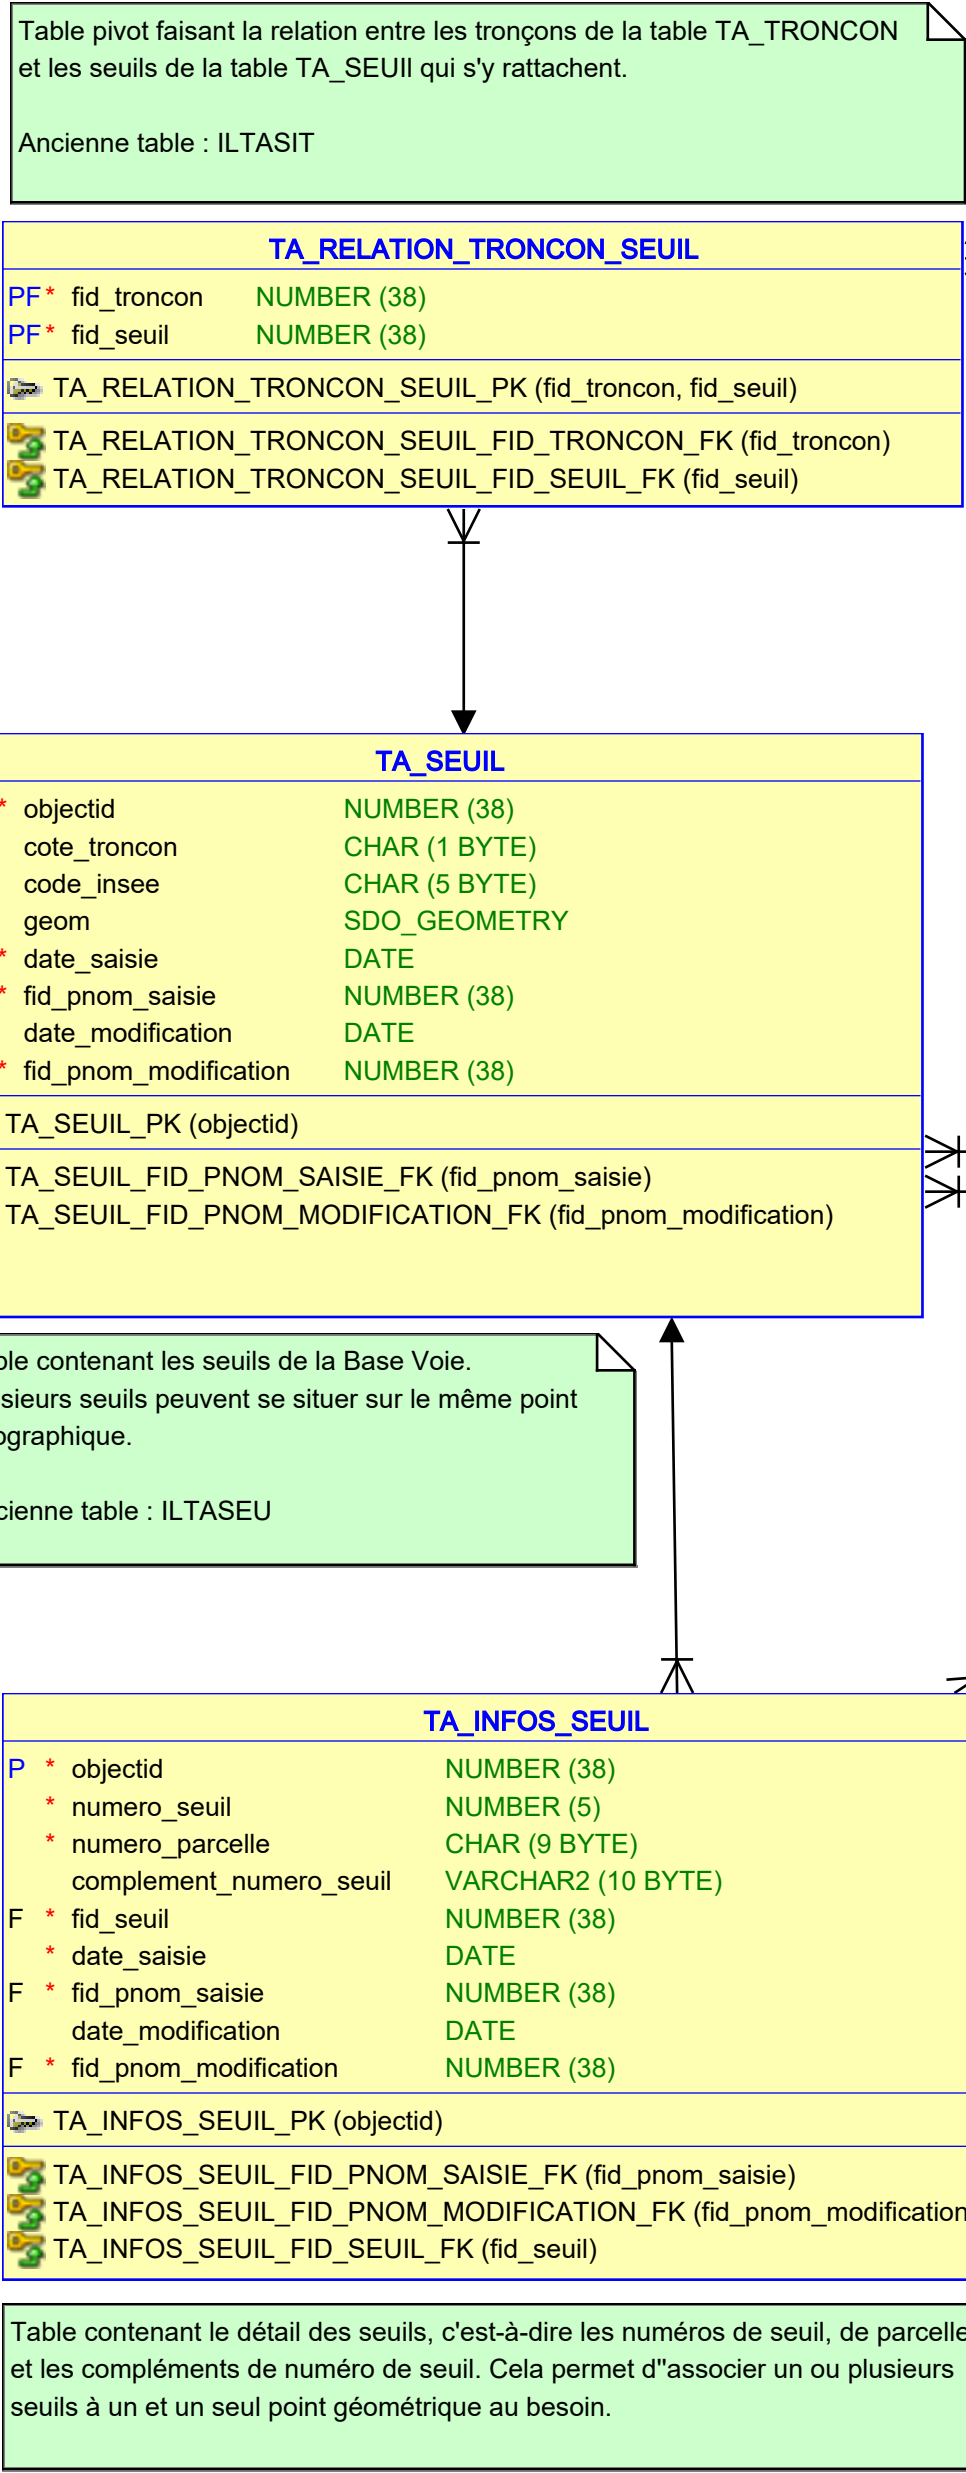 Table pivot faisant la relation entre les tronçons de la table TA_TRONCON
et les seuils de la table TA_SEUIl qui s'y rattachent.
Ancienne table : ILTASIT
TA_RELATION_TRONCON_SEUIL
PF * fid_troncon NUMBER (38)
PF * fid_seuil NUMBER (38)
TA_RELATION_TRONCON_SEUIL_PK (fid_troncon, fid_seuil)
TA_RELATION_TRONCON_SEUIL_FID_TRONCON_FK (fid_troncon)
TA_RELATION_TRONCON_SEUIL_FID_SEUIL_FK (fid_seuil)
TA_SEUIL
* objectid NUMBER (38)
cote_troncon CHAR (1 BYTE)
code_insee CHAR (5 BYTE)
geom SDO_GEOMETRY
* date_saisie DATE
* fid_pnom_saisie NUMBER (38)
date_modification DATE
* fid_pnom_modification NUMBER (38)
TA_SEUIL_PK (objectid)
TA_SEUIL_FID_PNOM_SAISIE_FK (fid_pnom_saisie)
TA_SEUIL_FID_PNOM_MODIFICATION_FK (fid_pnom_modification)
ble contenant les seuils de la Base Voie.
sieurs seuils peuvent se situer sur le même point
ographique.
cienne table : ILTASEU
TA_INFOS_SEUIL
P * objectid NUMBER (38)
* numero_seuil NUMBER (5)
* numero_parcelle CHAR (9 BYTE)
complement_numero_seuil VARCHAR2 (10 BYTE)
F * fid_seuil NUMBER (38)
* date_saisie DATE
F * fid_pnom_saisie NUMBER (38)
date_modification DATE
F * fid_pnom_modification NUMBER (38)
TA_INFOS_SEUIL_PK (objectid)
TA_INFOS_SEUIL_FID_PNOM_SAISIE_FK (fid_pnom_saisie)
TA_INFOS_SEUIL_FID_PNOM_MODIFICATION_FK (fid_pnom_modification
TA_INFOS_SEUIL_FID_SEUIL_FK (fid_seuil)
Table contenant le détail des seuils, c'est-à-dire les numéros de seuil, de parcelle
et les compléments de numéro de seuil. Cela permet d''associer un ou plusieurs
seuils à un et un seul point géométrique au besoin.